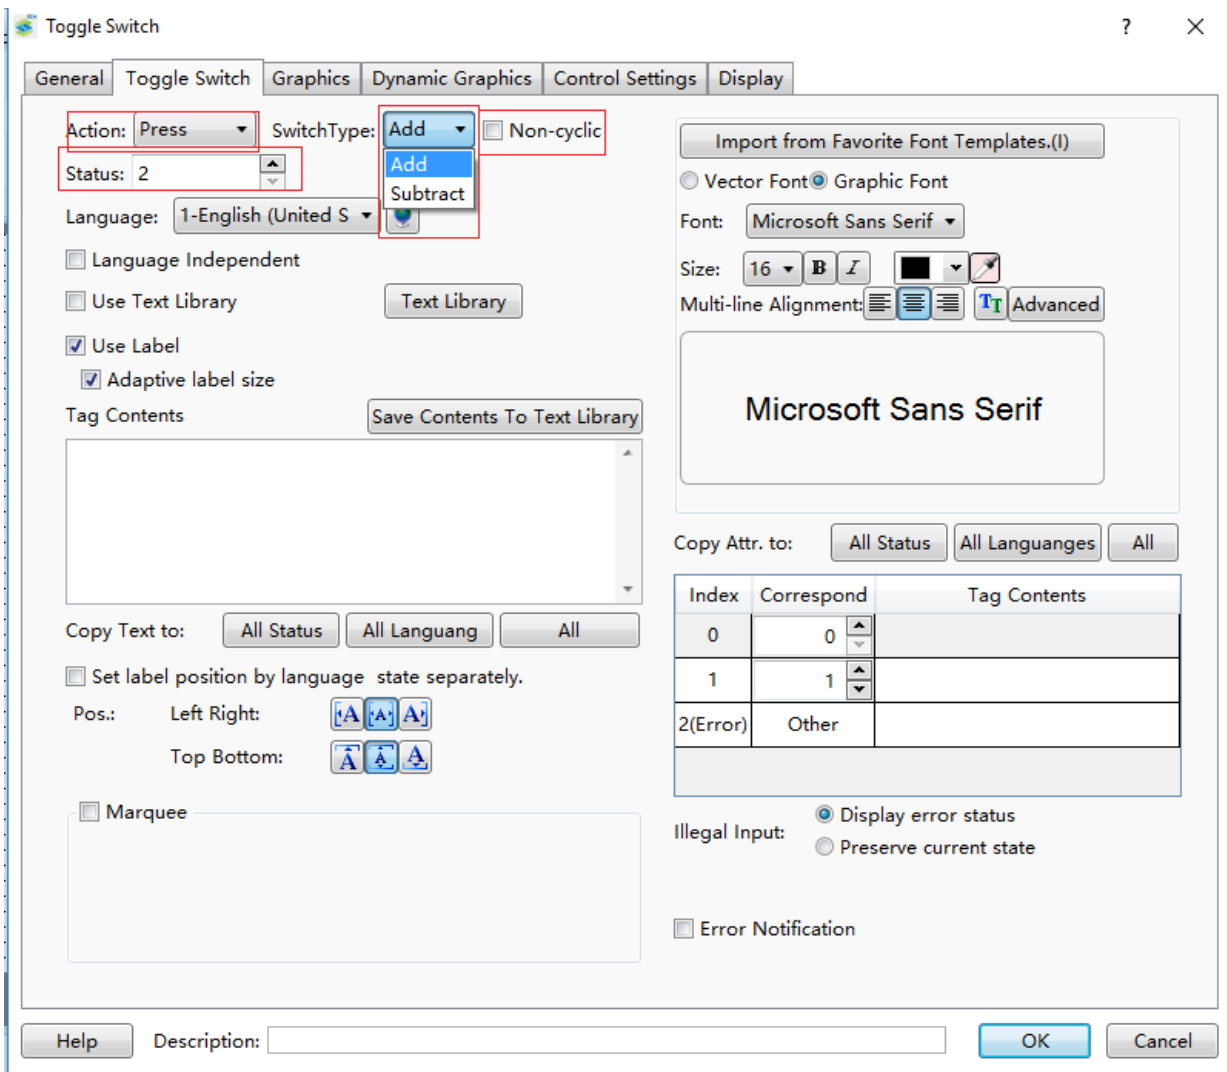 Toggle Switch ?
General Toggle Switch Graphics Dynamic Graphics Control Settings Display
Action: Press SwitchType: Add Non-cyclic
Add
Subtract
Status: 2
Language: 1-English (United S
Language Independent
Use Text Library Text Library
Use Label
Adaptive label size
Tag Contents Save Contents To Text Library
Copy Text to: All Status All Languang All
Set label position by language state separately.
Pos.: Left Right: A A A
Top Bottom: A A A
Marquee
Import from Favorite Font Templates.(I)
Vector Font Graphic Font
Font: Microsoft Sans Serif
Size: 16 B I
Multi-line Alignment: TT Advanced
Microsoft Sans Serif
Copy Attr. to: All Status All Languanges All
Index Correspond Tag Contents
0 0
1 1
2(Error) Other
Illegal Input: Display error status
Preserve current state
Error Notification
Help Description: OK Cancel